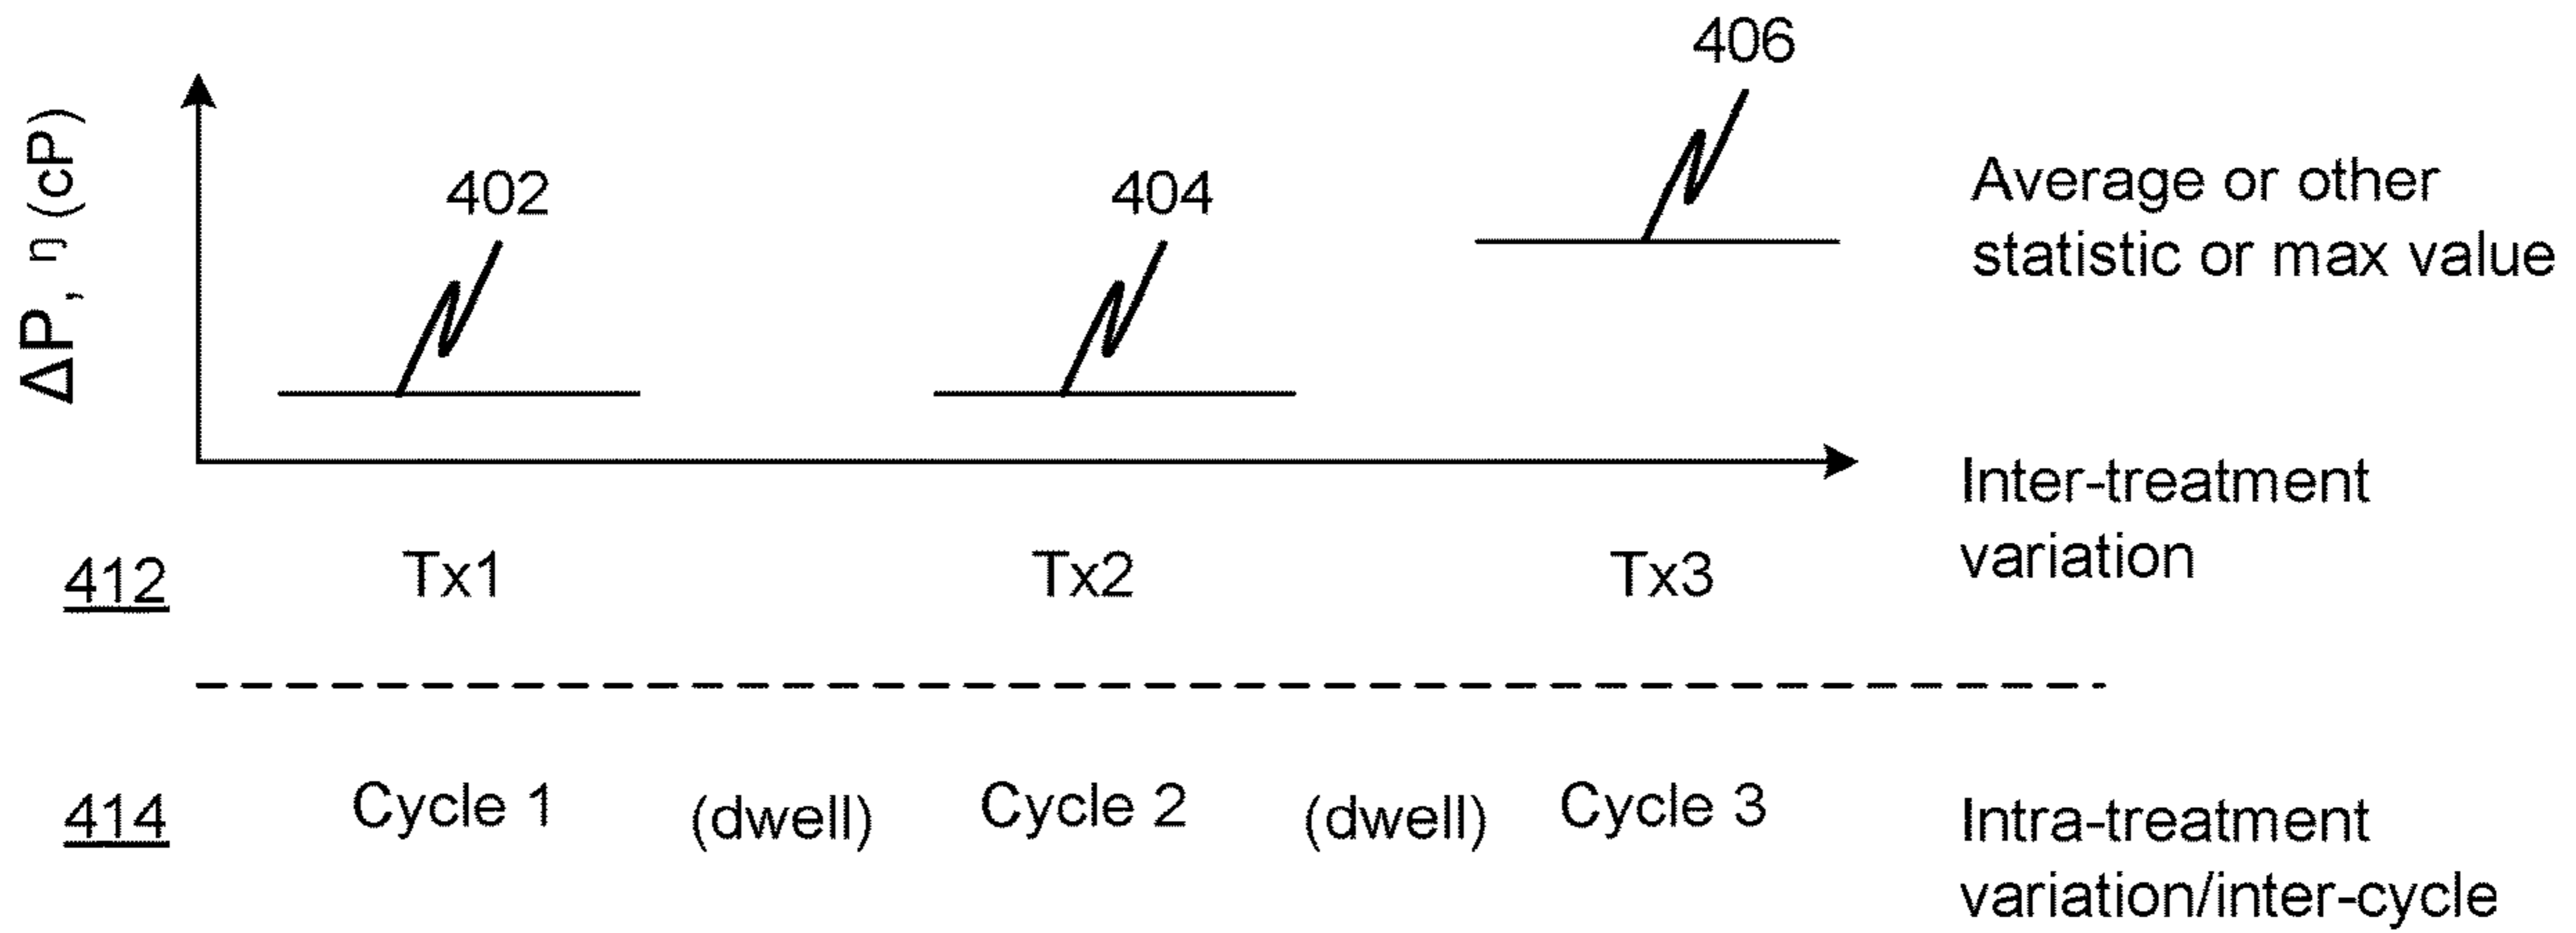 406
402
404
ΔP, η (cP)
Average or other
statistic or max value
Inter-treatment
variation
412
Tx1
Tx2
Tx3
414
Cycle 1
(dwell)
Cycle 2
(dwell)
Cycle 3
Intra-treatment
variation/inter-cycle